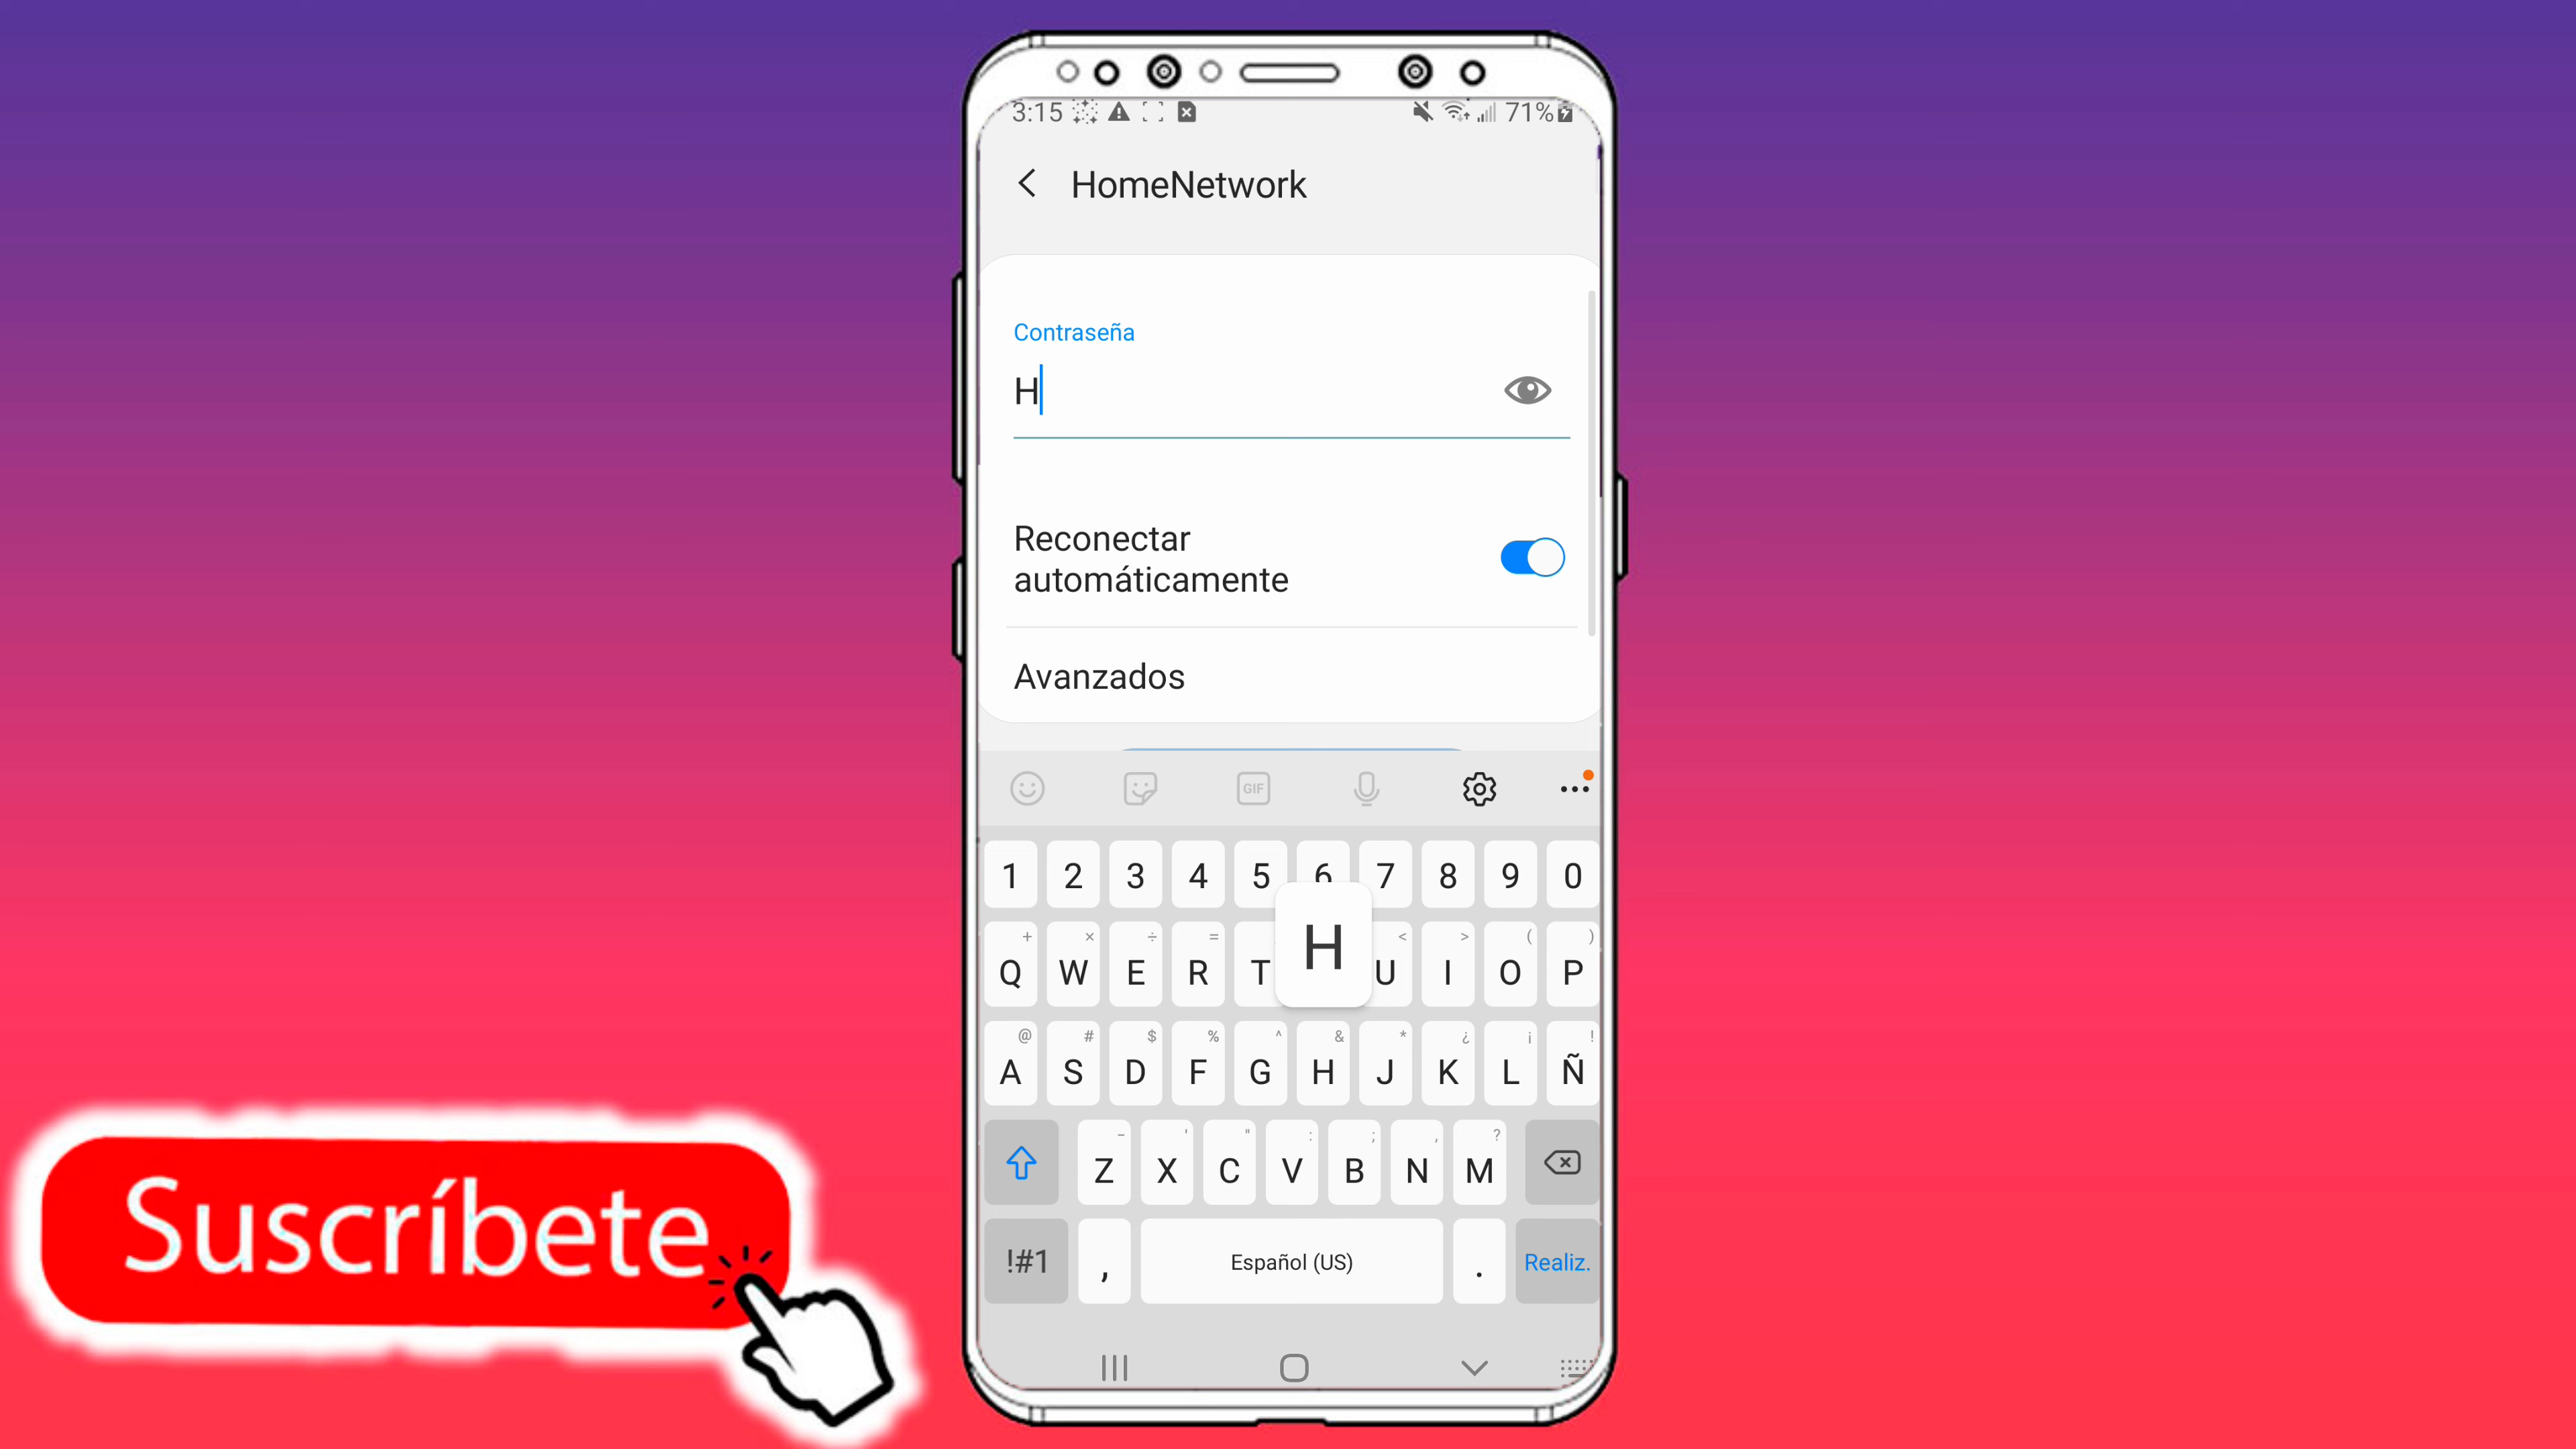 3:15
71%
HomeNetwork
Contraseña
H
Reconectar
automáticamente
Avanzados
GIF
1 2 3 4 5 6 7 8 9 0
+ × ÷ = < > ( )
Q W E R T H U I O P
@ # $ % ^ & * ¿ ¡ !
A S D F G H J K L Ñ
- ' " : ; , ?
Z X C V B N M
!#1 , Español (US) . Realiz.
Suscríbete